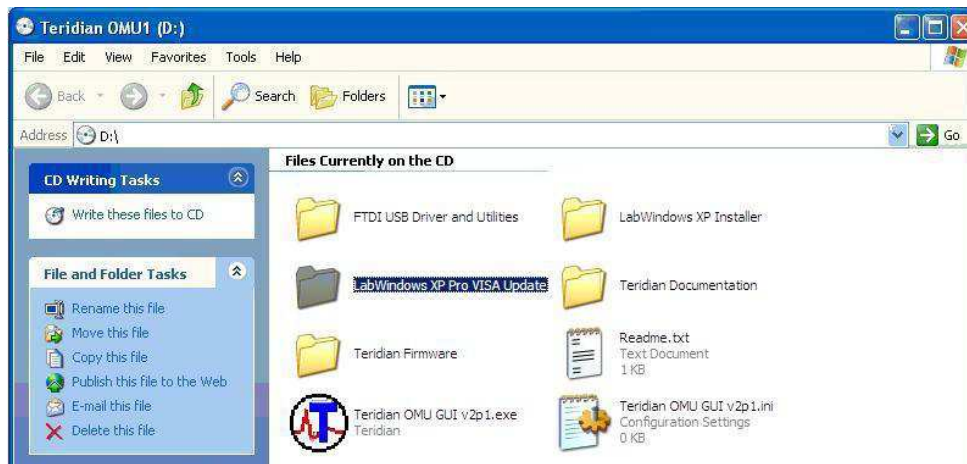 Teridian OMU1 (D:)
File Edit View Favorites Tools Help
Back Search Folders
Address D:\ Go
Files Currently on the CD
CD Writing Tasks
Write these files to CD
File and Folder Tasks
Rename this file
Move this file
Copy this file
Publish this file to the Web
E-mail this file
Delete this file
FTDI USB Driver and Utilities
LabWindows XP Installer
LabWindows XP Pro VISA Update
Teridian Documentation
Teridian Firmware
Readme.txt
Text Document
1 KB
Teridian OMU GUI v2p1.exe
Teridian
Teridian OMU GUI v2p1.ini
Configuration Settings
0 KB